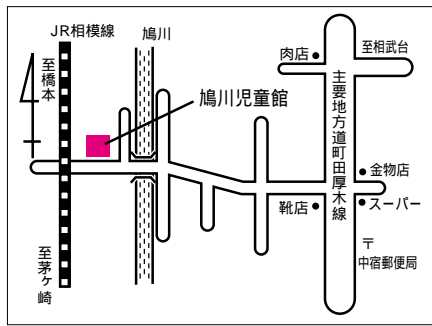 JR相模線
鳩川
至橋本
肉店
至相武台
鳩川児童館
主要地方道町田厚木線
金物店
靴店
スーパー
〒
中宿郵便局
至茅ヶ崎